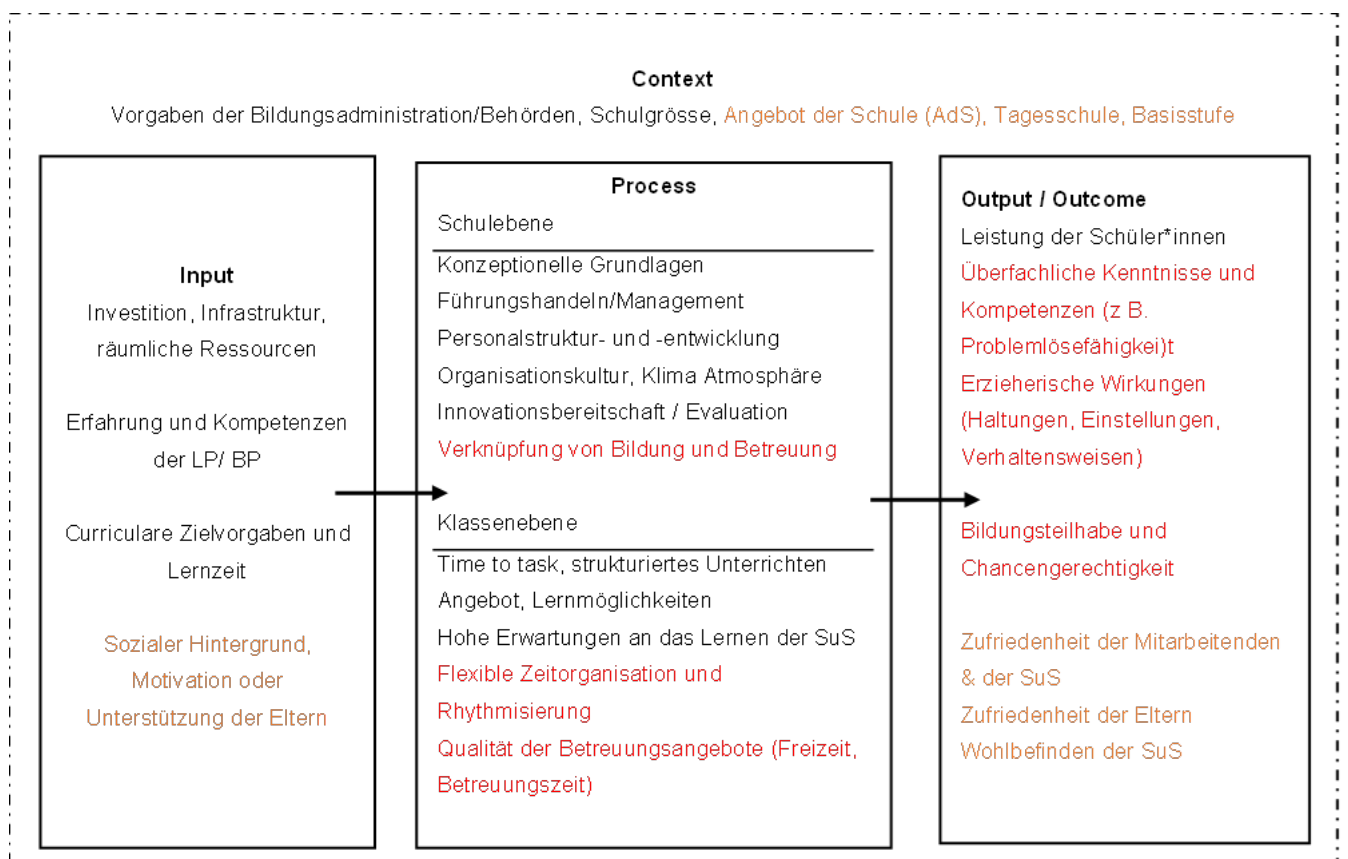 Context
Vorgaben der Bildungsadministration/Behörden, Schulgrösse, Angebot der Schule (AdS), Tagesschule, Basisstufe
Input
Investition, Infrastruktur,
räumliche Ressourcen
Erfahrung und Kompetenzen
der LP/ BP
Curriculare Zielvorgaben und
Lernzeit
Sozialer Hintergrund,
Motivation oder
Unterstützung der Eltern
Process
Schulebene
Konzeptionelle Grundlagen
Führungshandeln/Management
Personalstruktur- und -entwicklung
Organisationskultur, Klima Atmosphäre
Innovationsbereitschaft / Evaluation
Verknüpfung von Bildung und Betreuung
Klassenebene
Time to task, strukturiertes Unterrichten
Angebot, Lernmöglichkeiten
Hohe Erwartungen an das Lernen der SuS
Flexible Zeitorganisation und
Rhythmisierung
Qualität der Betreuungsangebote (Freizeit,
Betreuungszeit)
Output / Outcome
Leistung der Schüler*innen
Überfachliche Kenntnisse und
Kompetenzen (z B.
Problemlösefähigkei)t
Erzieherische Wirkungen
(Haltungen, Einstellungen,
Verhaltensweisen)
Bildungsteilhabe und
Chancengerechtigkeit
Zufriedenheit der Mitarbeitenden
& der SuS
Zufriedenheit der Eltern
Wohlbefinden der SuS